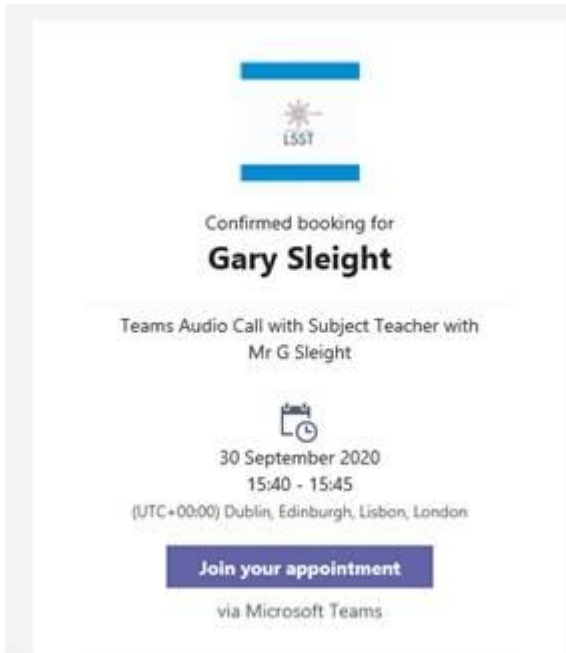 LSST
Confirmed booking for
Gary Sleight
Teams Audio Call with Subject Teacher with
Mr G Sleight
30 September 2020
15:40 - 15:45
(UTC+00:00) Dublin, Edinburgh, Lisbon, London
Join your appointment
via Microsoft Teams